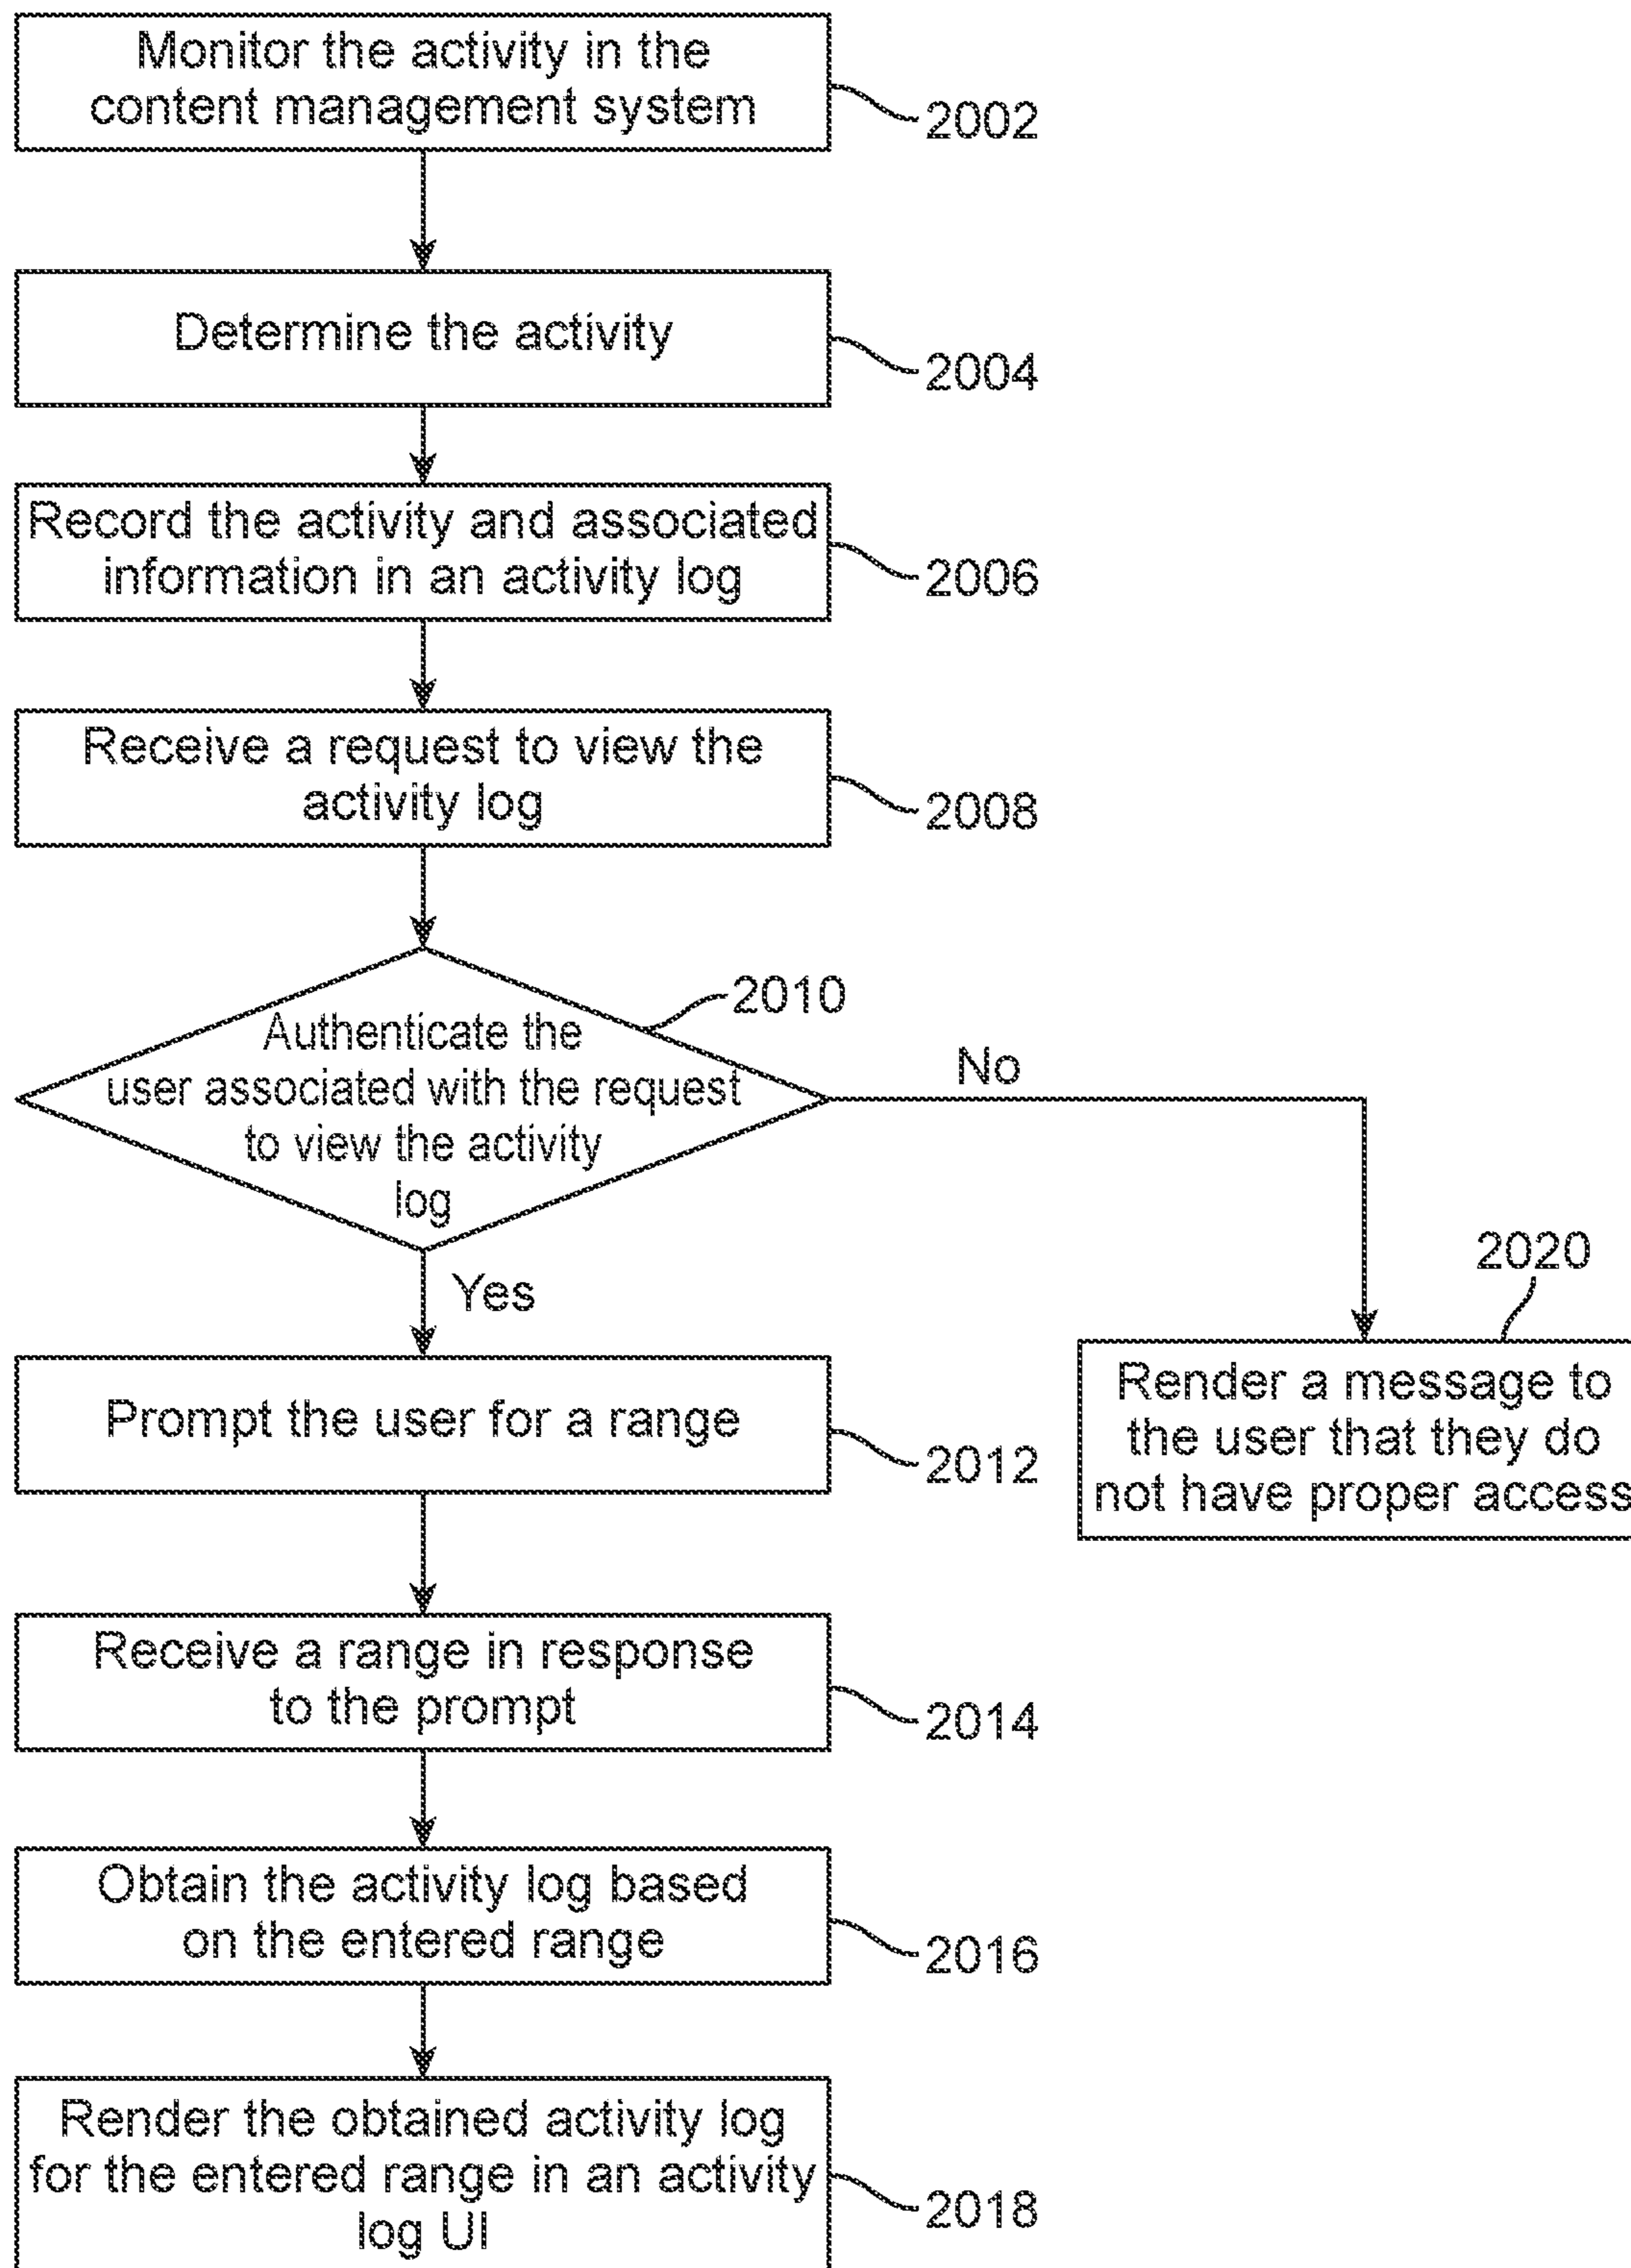 Monitor the activity in the
content management system
2002
Determine the activity
2004
Record the activity and associated
information in an activity log
2006
Receive a request to view the
activity log
2008
2010
Authenticate the
user associated with the request
to view the activity
log
No
Yes
2020
Render a message to
the user that they do
not have proper access
Prompt the user for a range
2012
Receive a range in response
to the prompt
2014
Obtain the activity log based
on the entered range
2016
Render the obtained activity log
for the entered range in an activity
log UI
2018